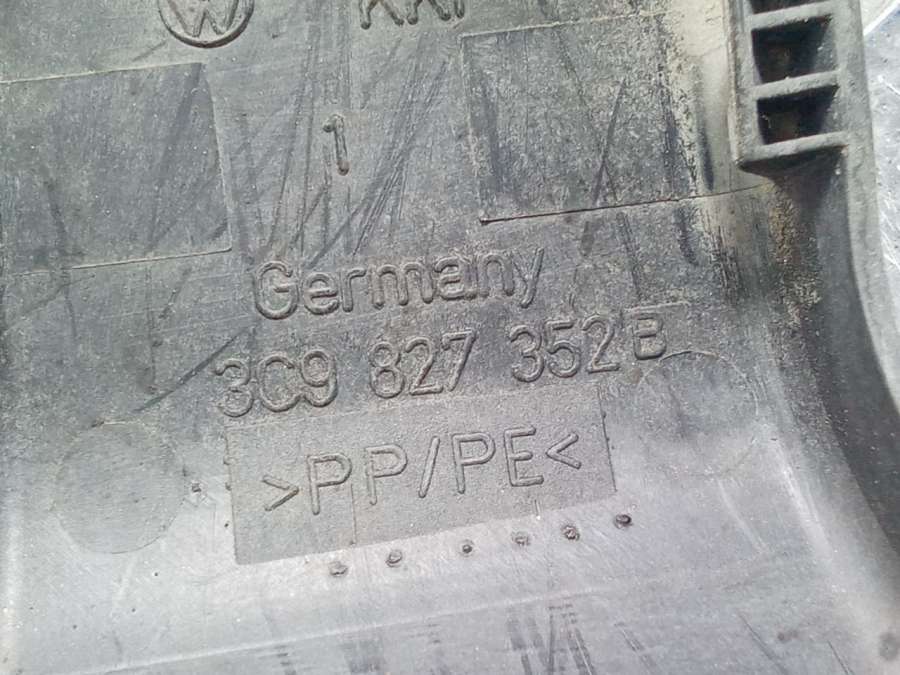 1
Germany
3C9 827 352 B
>PP/PE<